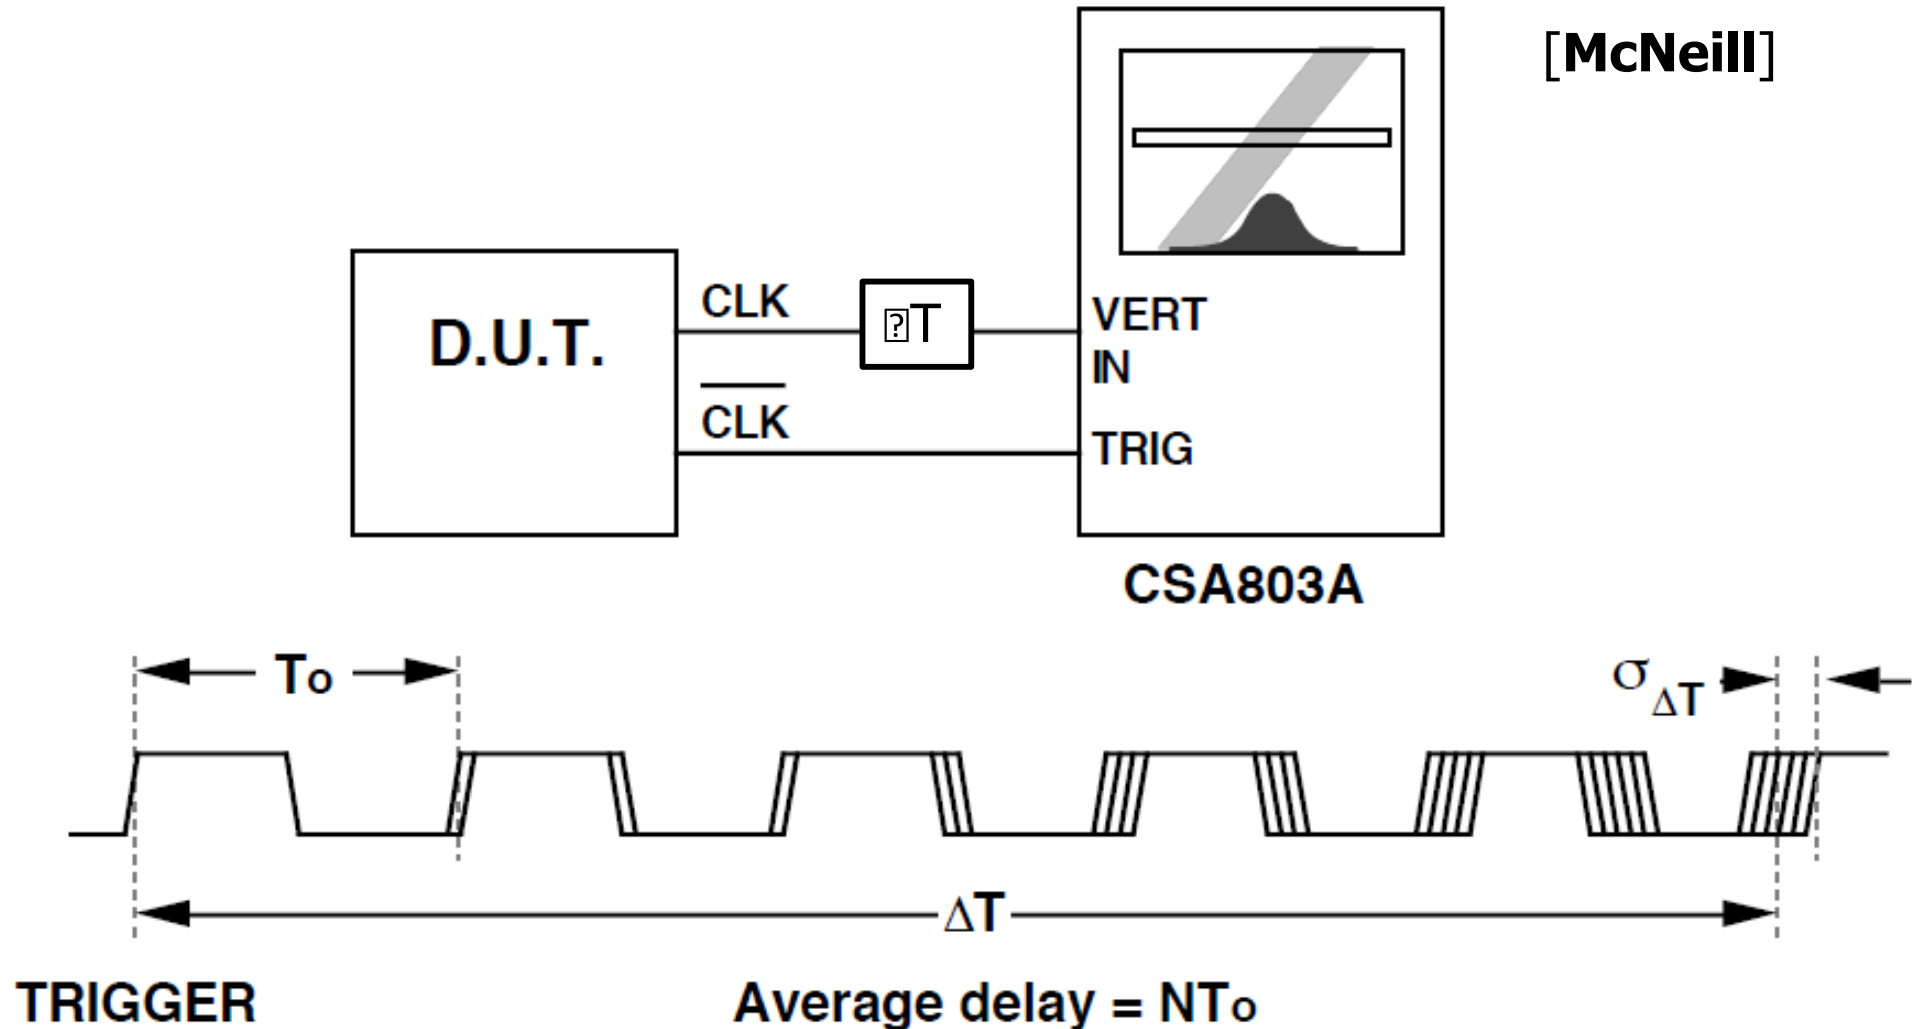 [McNeill]
D.U.T.
CLK
⍰T
VERT
IN
CLK
TRIG
CSA803A
To
σΔT
ΔT
TRIGGER
Average delay = NTo